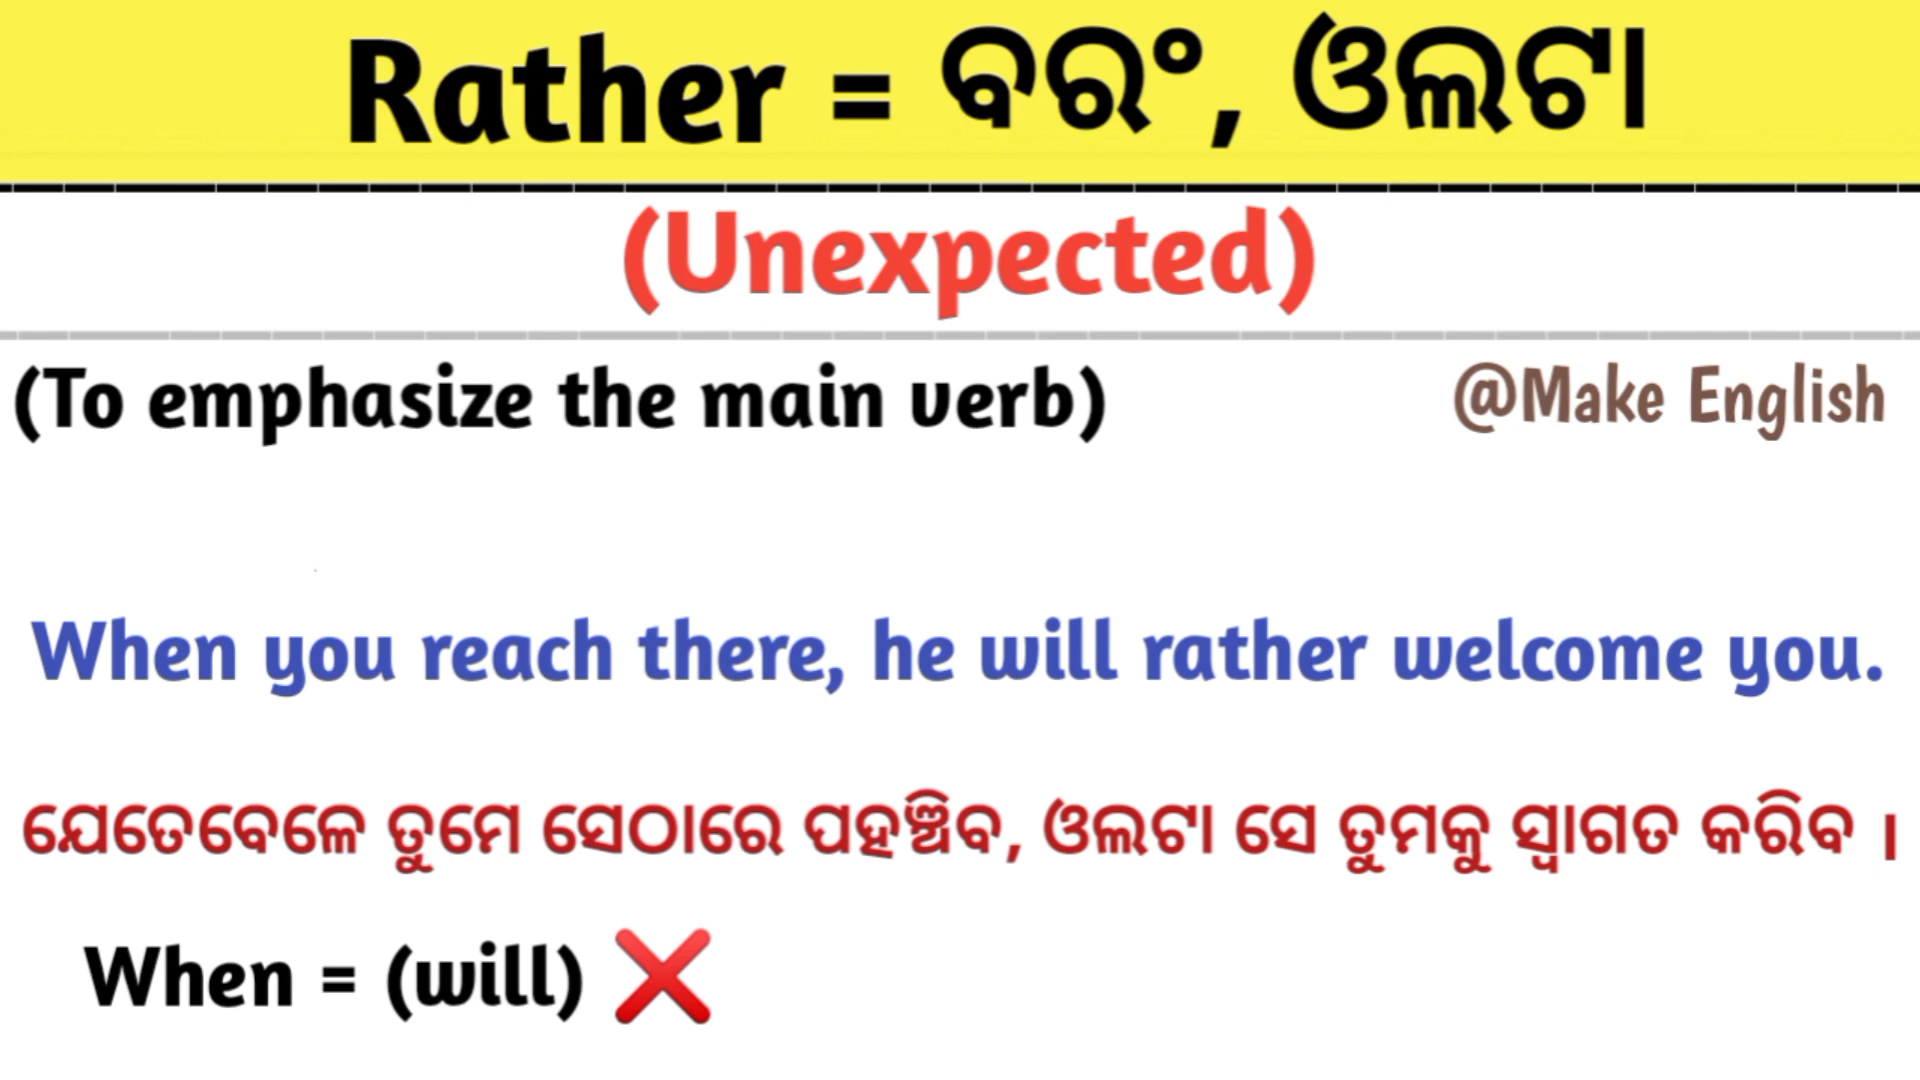 Rather = ବରଂ, ଓଲଟା
(Unexpected)
(To emphasize the main verb) @Make English
When you reach there, he will rather welcome you.
ଯେତେବେଳେ ତୁମେ ସେଠାରେ ପହଞ୍ଚିବ, ଓଲଟା ସେ ତୁମକୁ ସ୍ୱାଗତ କରିବ ।
When = (will) ❌